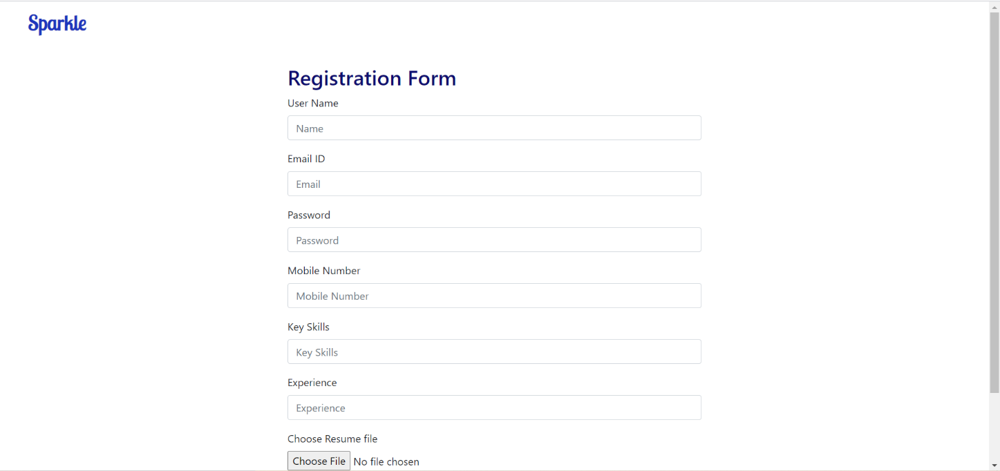 Sparkle
Registration Form
User Name
Name
Email ID
Email
Password
Password
Mobile Number
Mobile Number
Key Skills
Key Skills
Experience
Experience
Choose Resume file
Choose File No file chosen